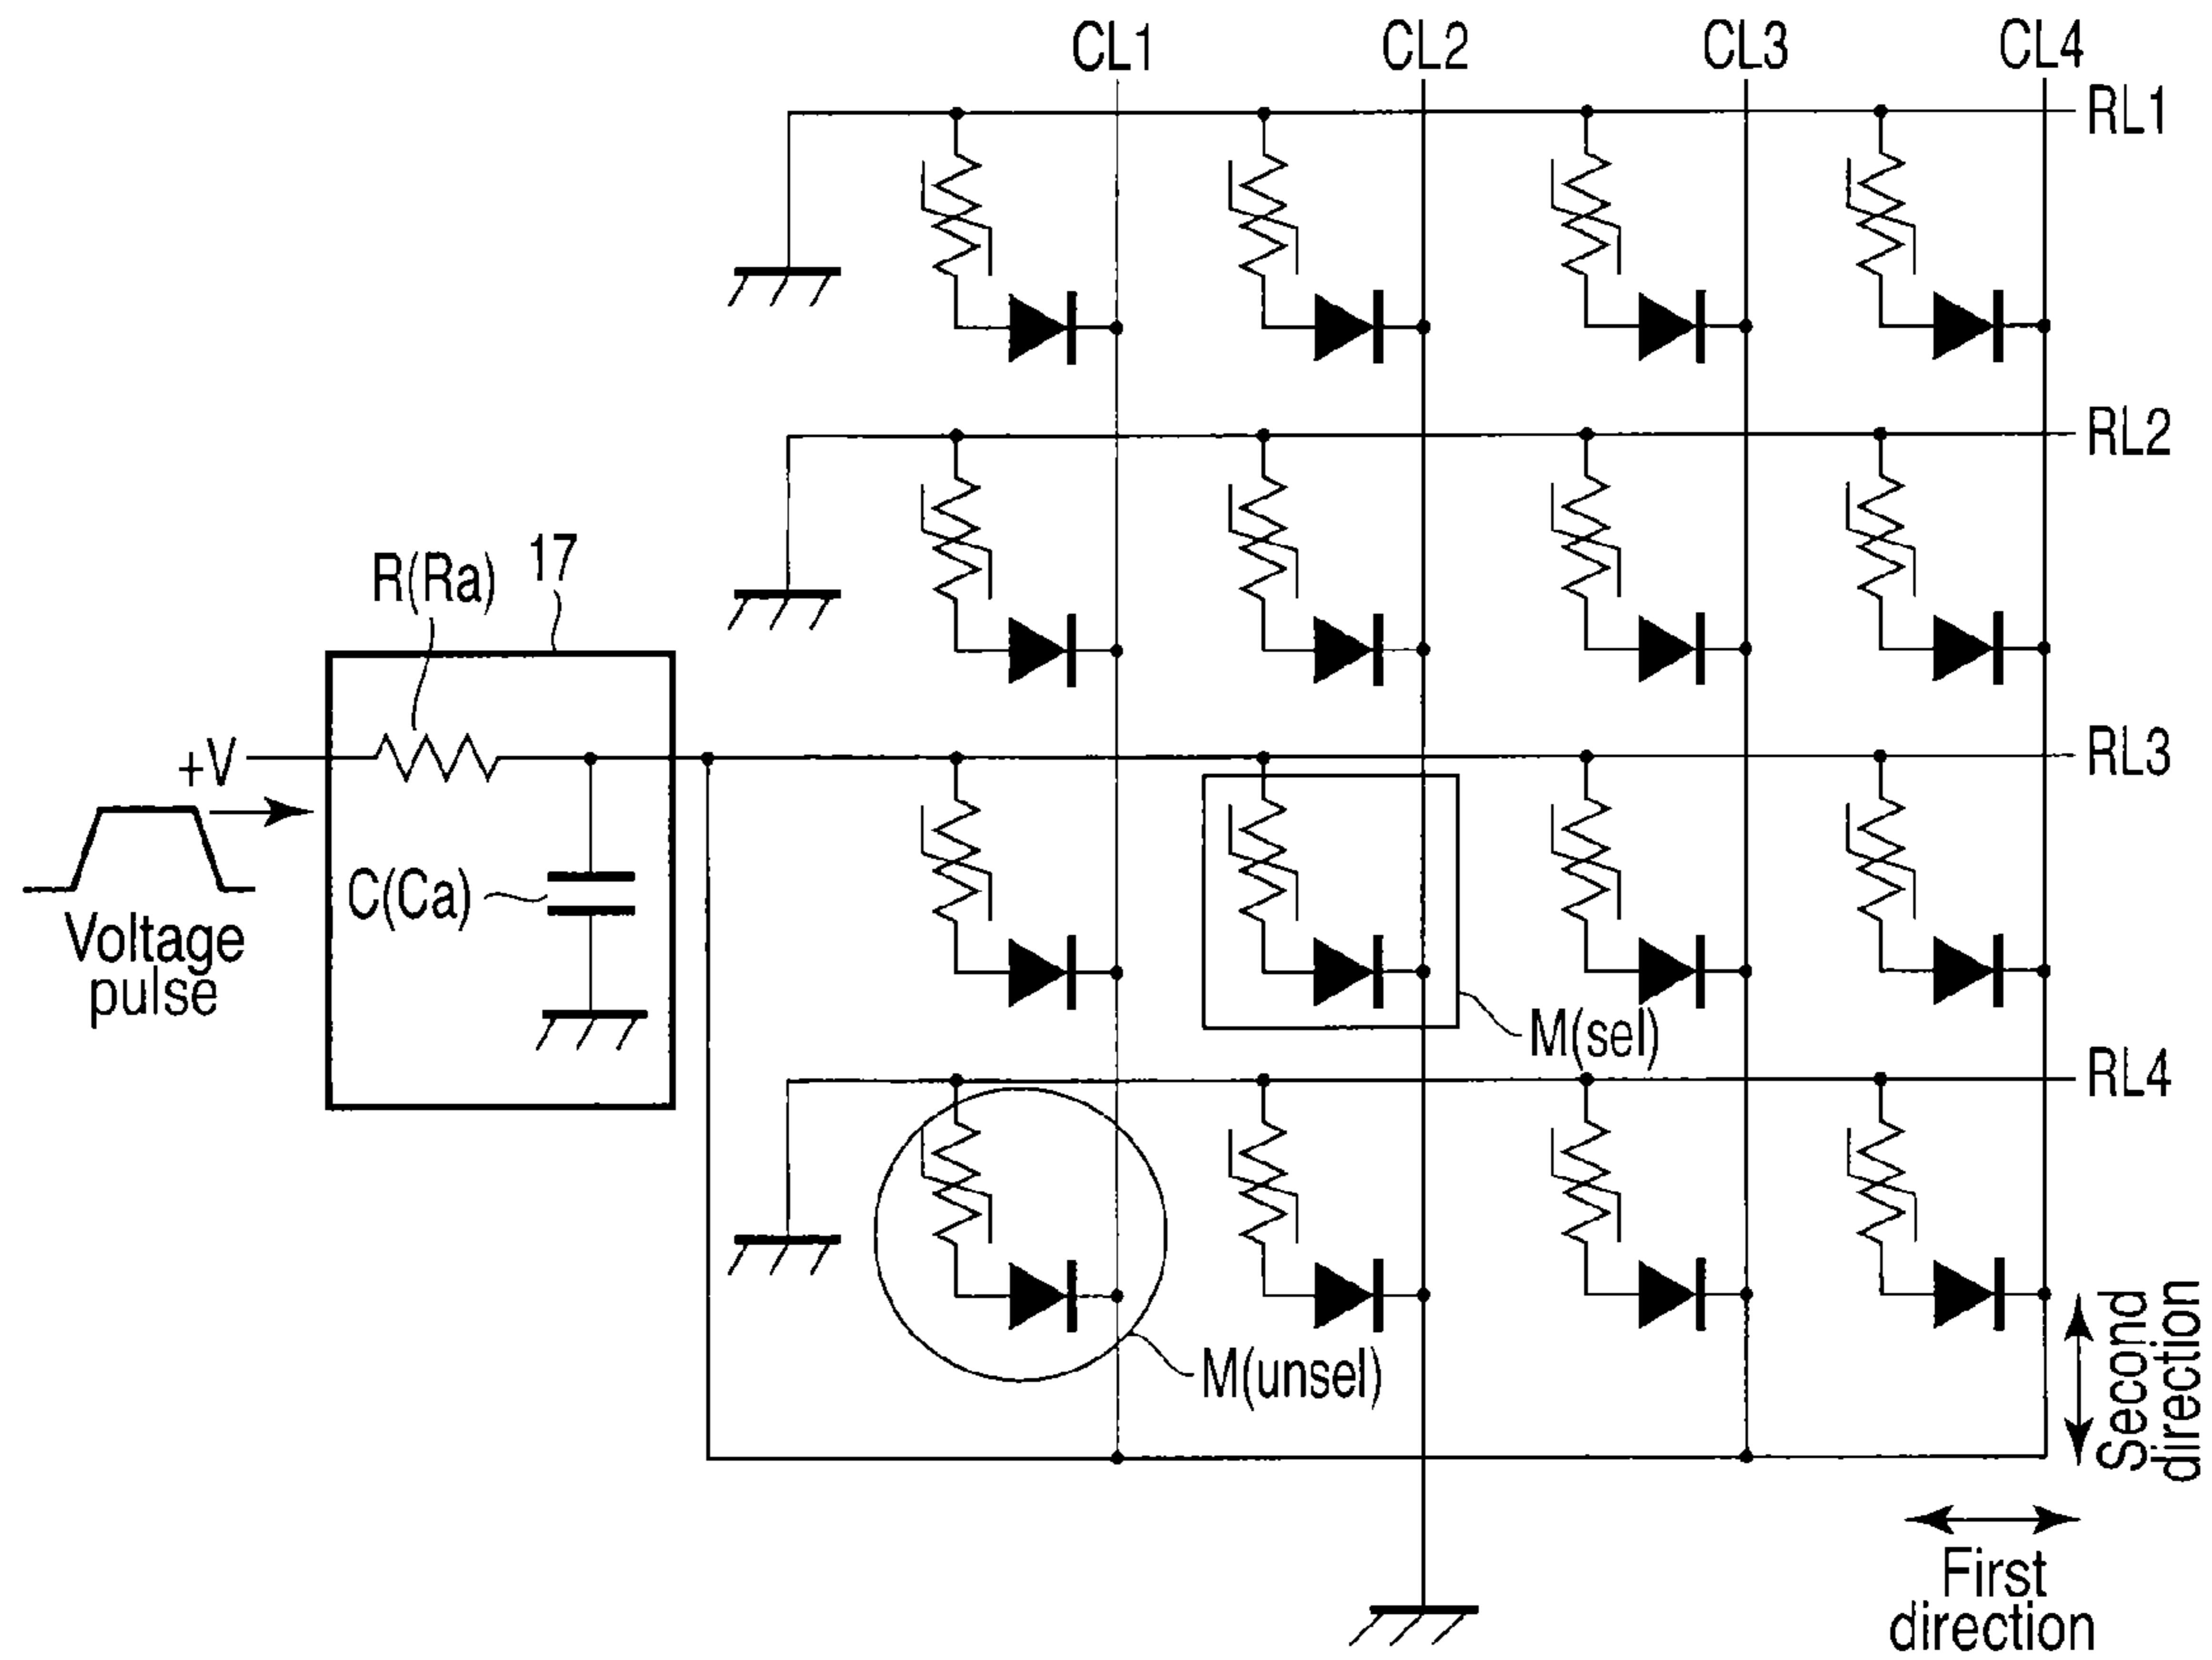 CL1 CL2 CL3 CL4
RL1
RL2
R(Ra) 17
+V
RL3
C(Ca)
Voltage
pulse
M(sel)
RL4
M(unsel)
Second
direction
First
direction